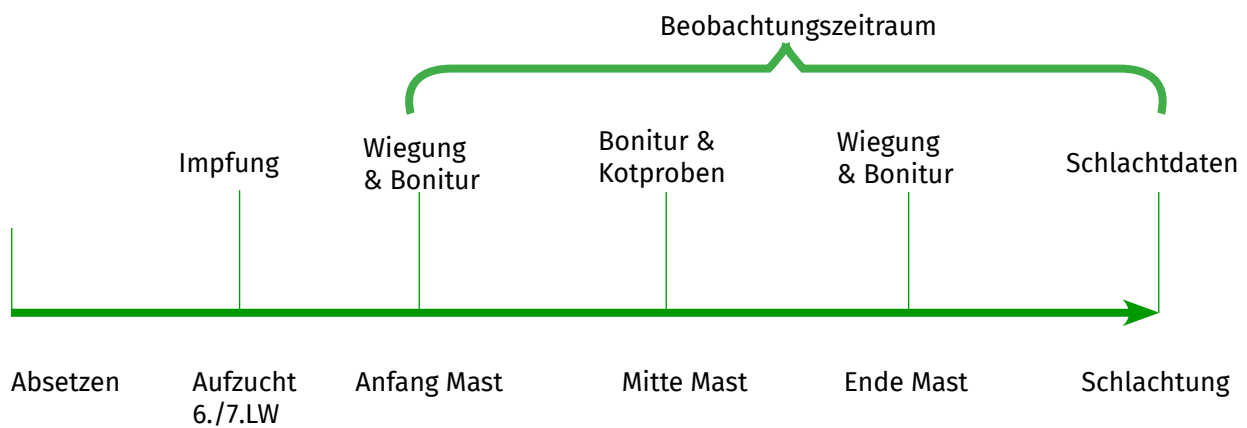 Beobachtungszeitraum
Impfung
Wiegung
& Bonitur
Bonitur &
Kotproben
Wiegung
& Bonitur
Schlachtdaten
Absetzen
Aufzucht
6./7.LW
Anfang Mast
Mitte Mast
Ende Mast
Schlachtung